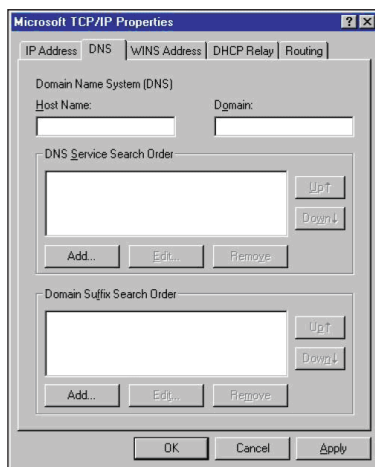 Microsoft TCP/IP Properties
IP Address DNS WINS Address DHCP Relay Routing
Domain Name System (DNS)
Host Name: Domain:
DNS Service Search Order
Up↑
Down↓
Add... Edit... Remove
Domain Suffix Search Order
Up↑
Down↓
Add... Edit... Remove
OK Cancel Apply